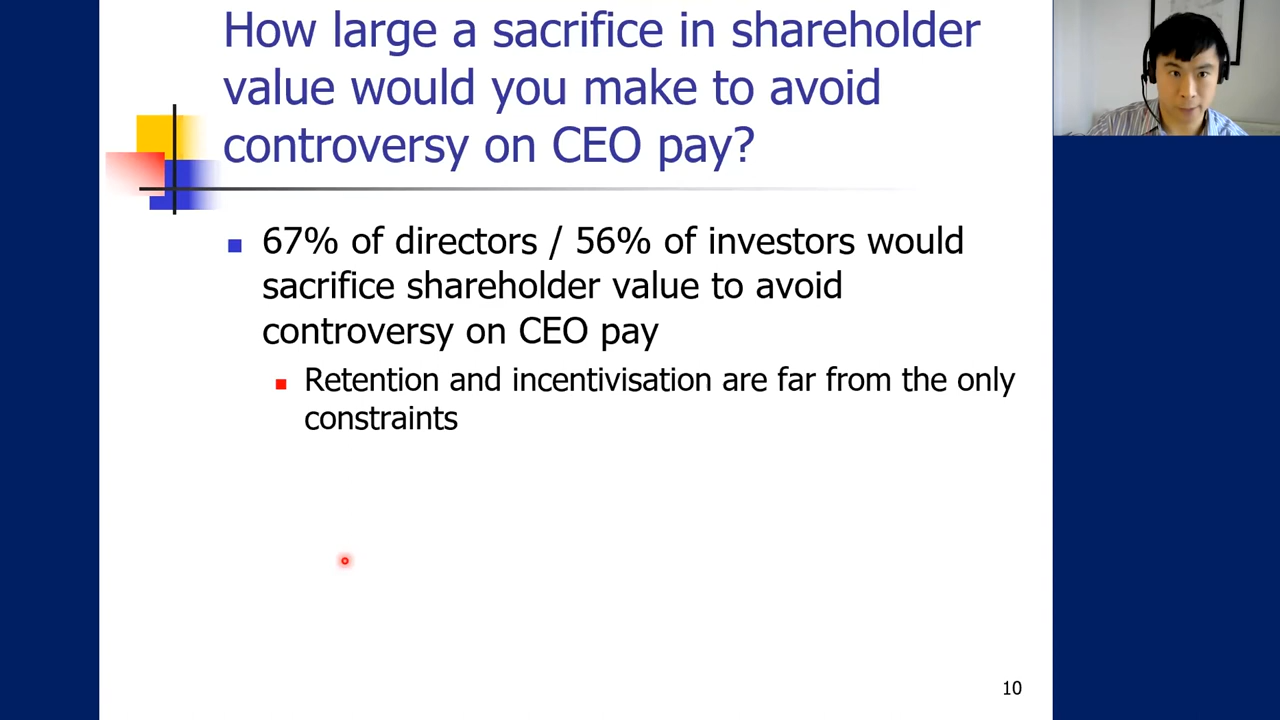 How large a sacrifice in shareholder
value would you make to avoid
controversy on CEO pay?
67% of directors / 56% of investors would
sacrifice shareholder value to avoid
controversy on CEO pay
Retention and incentivisation are far from the only
constraints
10